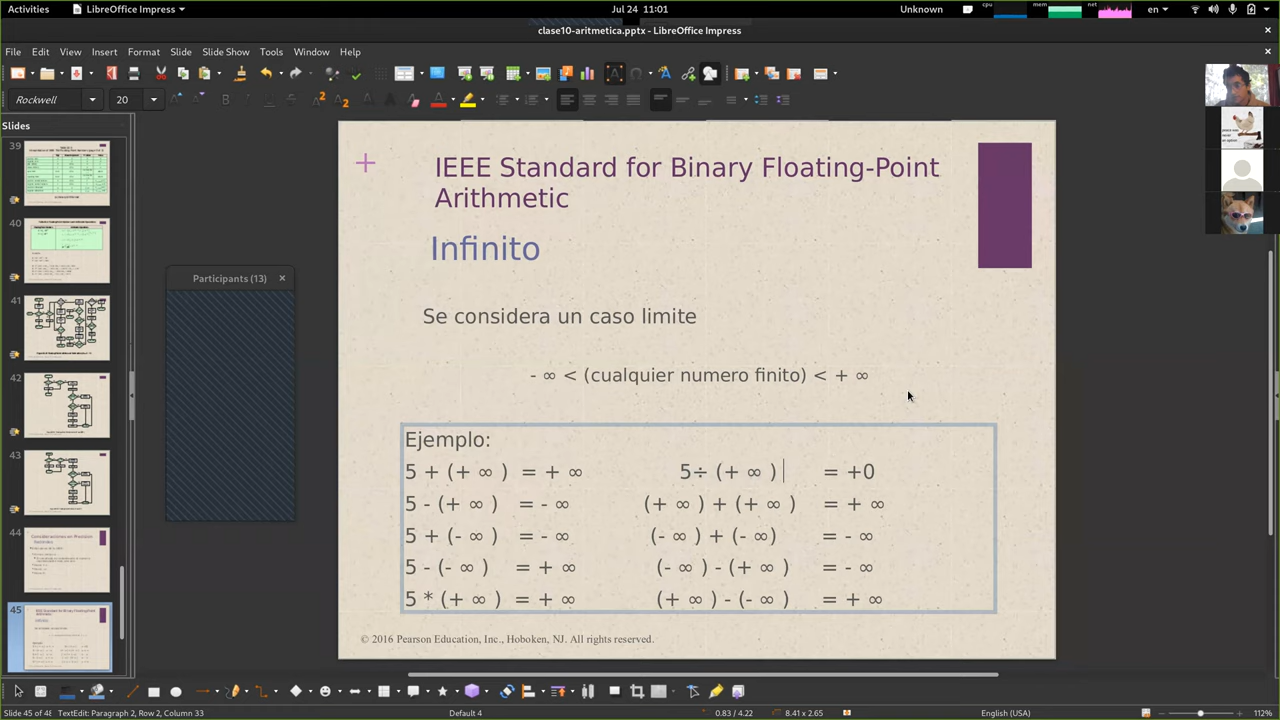 Activities LibreOffice Impress Jul 24 11:01 Unknown cpu mem net en
clase10-aritmetica.pptx - LibreOffice Impress
File Edit View Insert Format Slide Slide Show Tools Window Help
Rockwell 20
Slides
39
40
41
42
43
44
45
Participants (13)
+ IEEE Standard for Binary Floating-Point
Arithmetic
Infinito
Se considera un caso limite
- ∞ < (cualquier numero finito) < + ∞
Ejemplo:
5 + (+ ∞ ) = + ∞ 5÷ (+ ∞ ) = +0
5 - (+ ∞ ) = - ∞ (+ ∞ ) + (+ ∞ ) = + ∞
5 + (- ∞ ) = - ∞ (- ∞ ) + (- ∞) = - ∞
5 - (- ∞ ) = + ∞ (- ∞ ) - (+ ∞ ) = - ∞
5 * (+ ∞ ) = + ∞ (+ ∞ ) - (- ∞ ) = + ∞
© 2016 Pearson Education, Inc., Hoboken, NJ. All rights reserved.
Slide 45 of 48 TextEdit: Paragraph 2, Row 2, Column 33 Default 4 0.83 / 4.22 8.41 x 2.65 English (USA) 112%